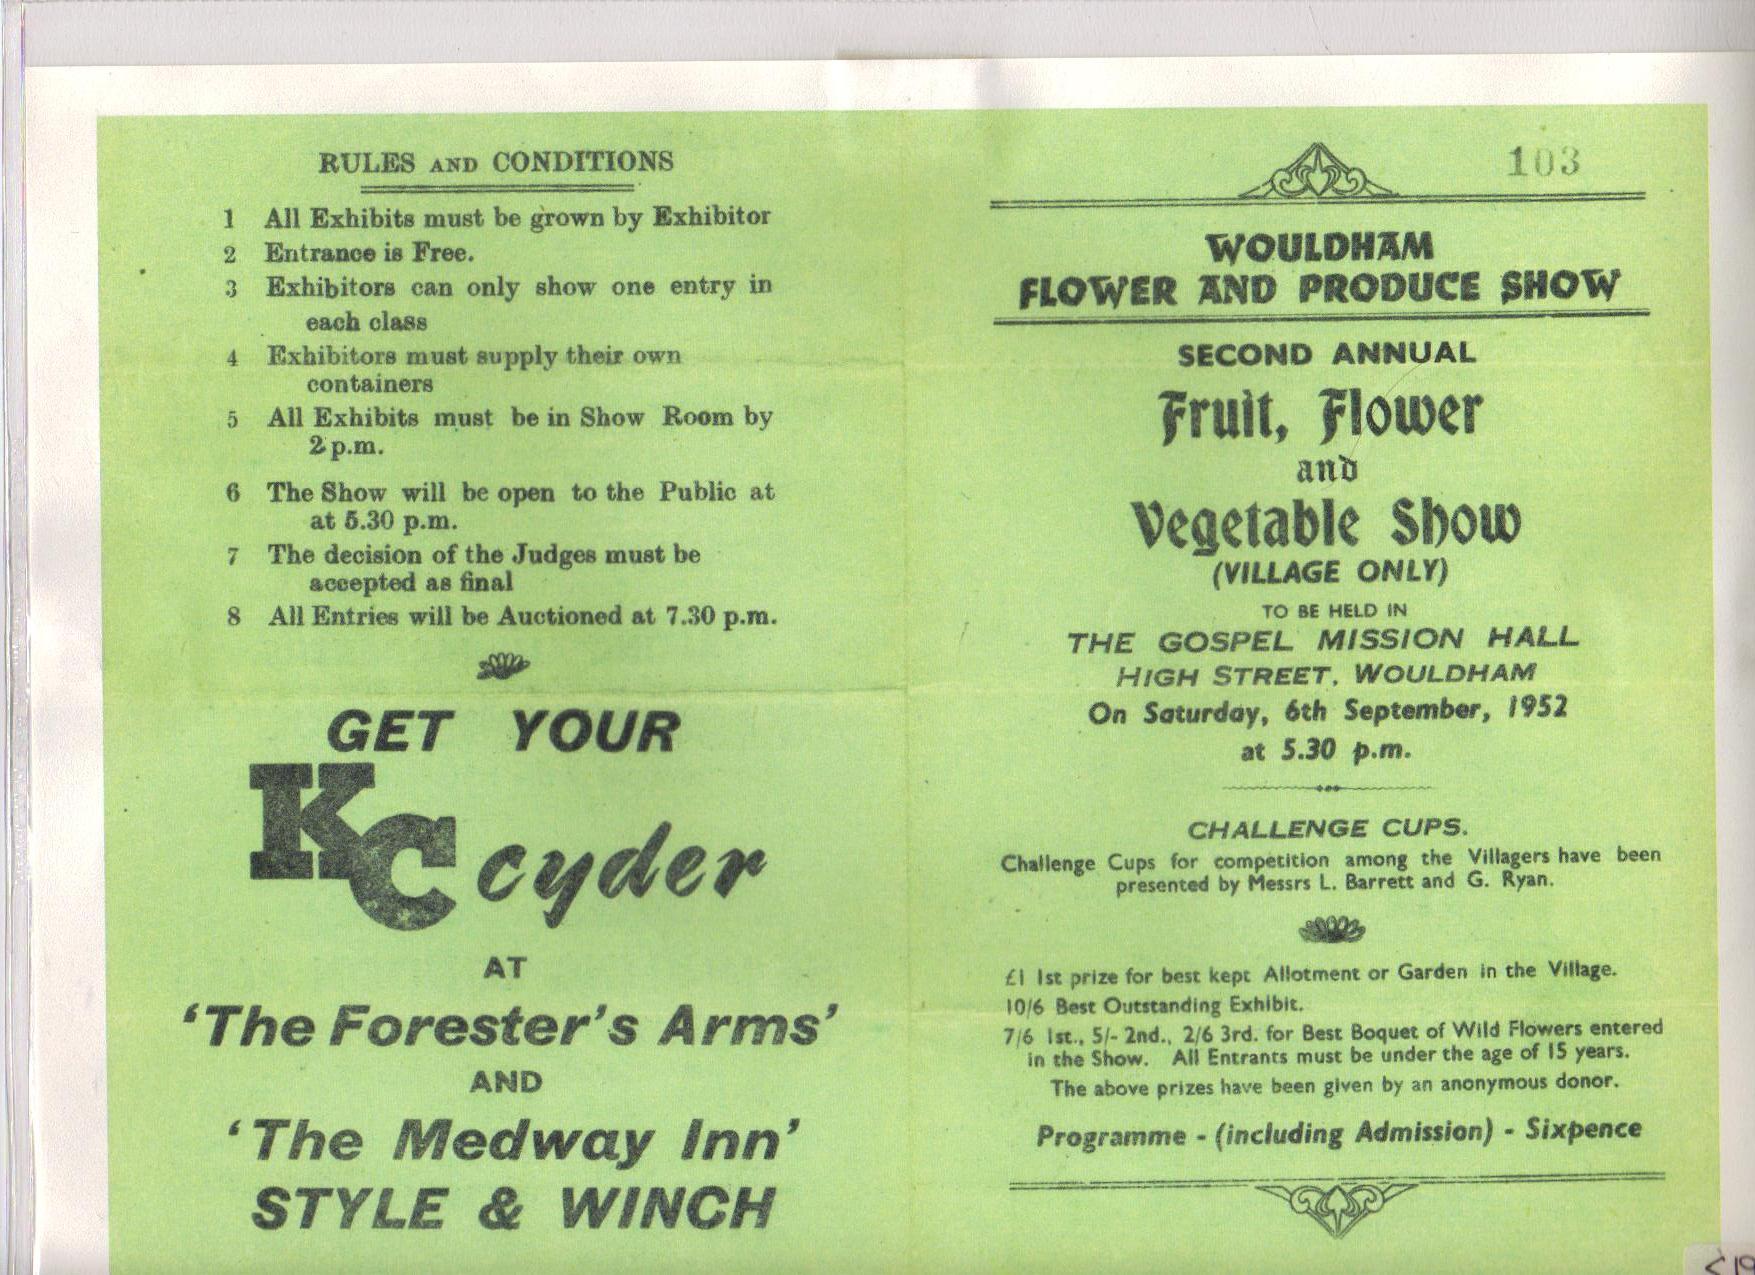 RULES AND CONDITIONS
1 All Exhibits must be grown by Exhibitor
2 Entrance is Free.
3 Exhibitors can only show one entry in
each class
4 Exhibitors must supply their own
containers
5 All Exhibits must be in Show Room by
2 p.m.
6 The Show will be open to the Public at
at 5.30 p.m.
7 The decision of the Judges must be
accepted as final
8 All Entries will be Auctioned at 7.30 p.m.
GET YOUR
KC cyder
AT
‘The Forester’s Arms’
AND
‘The Medway Inn’
STYLE & WINCH
103
WOULDHAM
FLOWER AND PRODUCE SHOW
SECOND ANNUAL
Fruit, Flower
and
Vegetable Show
(VILLAGE ONLY)
TO BE HELD IN
THE GOSPEL MISSION HALL
HIGH STREET, WOULDHAM
On Saturday, 6th September, 1952
at 5.30 p.m.
CHALLENGE CUPS.
Challenge Cups for competition among the Villagers have been
presented by Messrs L. Barrett and G. Ryan.
£1 1st prize for best kept Allotment or Garden in the Village.
10/6 Best Outstanding Exhibit.
7/6 1st., 5/- 2nd., 2/6 3rd. for Best Boquet of Wild Flowers entered
in the Show. All Entrants must be under the age of 15 years.
The above prizes have been given by an anonymous donor.
Programme - (including Admission) - Sixpence